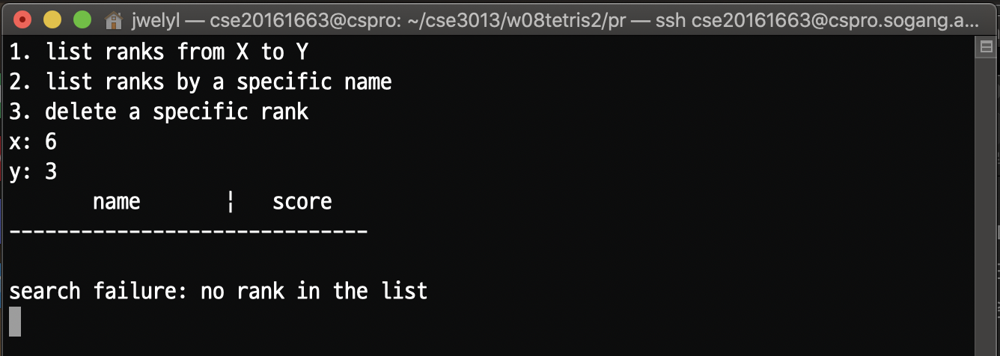 jwelyl — cse20161663@cspro: ~/cse3013/w08tetris2/pr — ssh cse20161663@cspro.sogang.a...
1. list ranks from X to Y
2. list ranks by a specific name
3. delete a specific rank
x: 6
y: 3
name ¦ score
------------------------------
search failure: no rank in the list